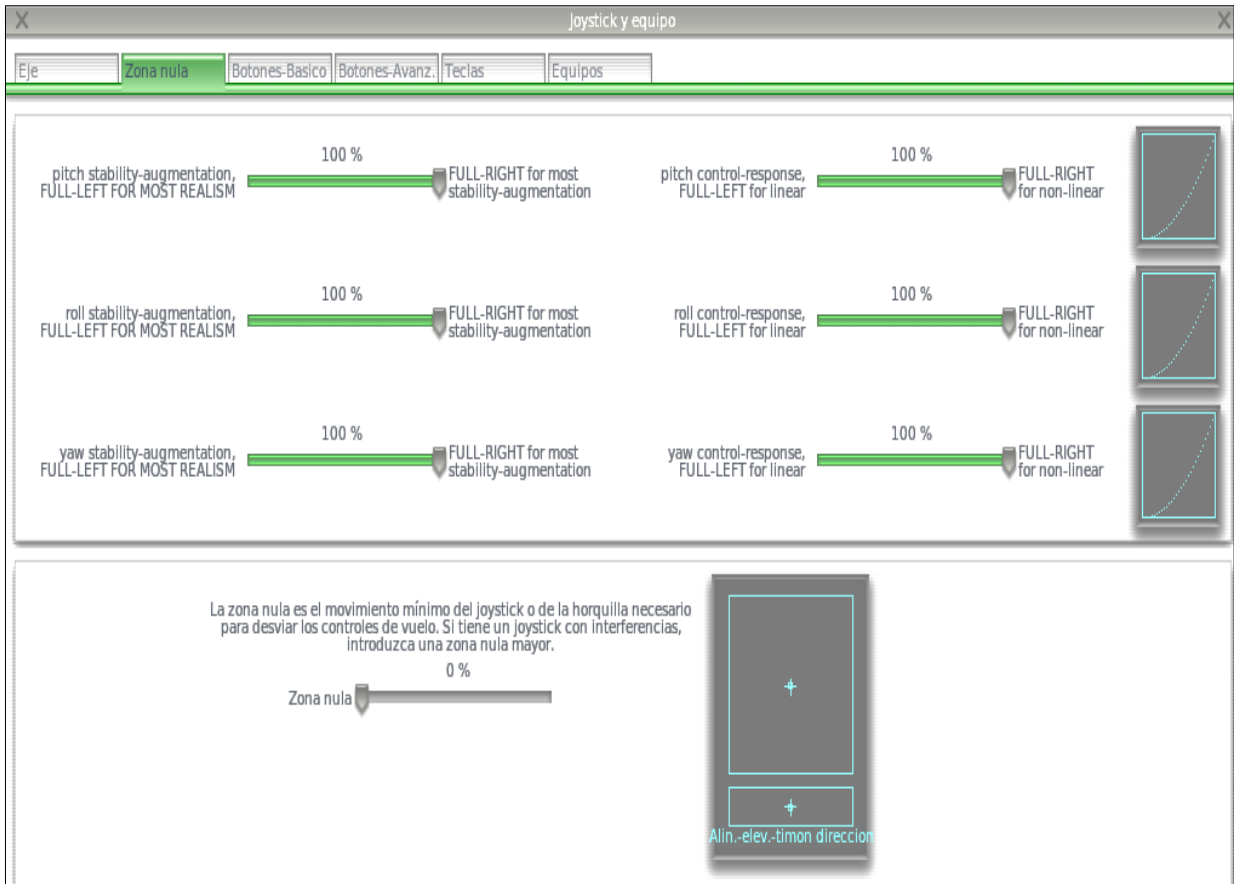 X Joystick y equipo X
Eje Zona nula Botones-Basico Botones-Avanz. Teclas Equipos
100 %
pitch stability-augmentation,
FULL-LEFT FOR MOST REALISM
FULL-RIGHT for most
stability-augmentation
100 %
pitch control-response,
FULL-LEFT for linear
FULL-RIGHT
for non-linear
100 %
roll stability-augmentation,
FULL-LEFT FOR MOST REALISM
FULL-RIGHT for most
stability-augmentation
100 %
roll control-response,
FULL-LEFT for linear
FULL-RIGHT
for non-linear
100 %
yaw stability-augmentation,
FULL-LEFT FOR MOST REALISM
FULL-RIGHT for most
stability-augmentation
100 %
yaw control-response,
FULL-LEFT for linear
FULL-RIGHT
for non-linear
La zona nula es el movimiento mínimo del joystick o de la horquilla necesario
para desviar los controles de vuelo. Si tiene un joystick con interferencias,
introduzca una zona nula mayor.
0 %
Zona nula
Alin.-elev.-timon direccion